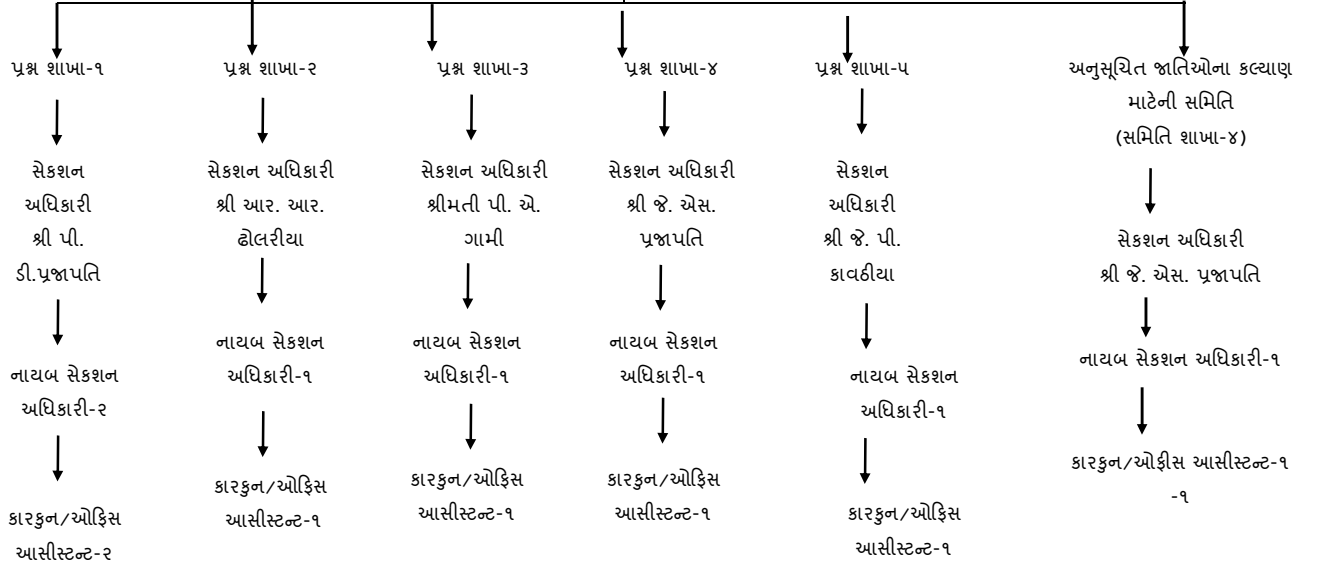 પ્રશ્ન શાખા-૧
સેકશન
અધિકારી
શ્રી પી.
ડી.પ્રજાપતિ
નાયબ સેકશન
અધિકારી-૨
કારકુન/ઓફિસ
આસીસ્ટન્ટ-૨
પ્રશ્ન શાખા-૨
સેકશન અધિકારી
શ્રી આર. આર.
ઢોલરીયા
નાયબ સેકશન
અધિકારી-૧
કારકુન/ઓફિસ
આસીસ્ટન્ટ-૧
પ્રશ્ન શાખા-૩
સેકશન અધિકારી
શ્રીમતી પી. એ.
ગામી
નાયબ સેકશન
અધિકારી-૧
કારકુન/ઓફિસ
આસીસ્ટન્ટ-૧
પ્રશ્ન શાખા-૪
સેકશન અધિકારી
શ્રી જે. એસ.
પ્રજાપતિ
નાયબ સેકશન
અધિકારી-૧
કારકુન/ઓફિસ
આસીસ્ટન્ટ-૧
પ્રશ્ન શાખા-૫
સેકશન
અધિકારી
શ્રી જે. પી.
કાવઠીયા
નાયબ સેકશન
અધિકારી-૧
કારકુન/ઓફિસ
આસીસ્ટન્ટ-૧
અનુસૂચિત જાતિઓના કલ્યાણ
માટેની સમિતિ
(સમિતિ શાખા-૪)
સેકશન અધિકારી
શ્રી જે. એસ. પ્રજાપતિ
નાયબ સેકશન અધિકારી-૧
કારકુન/ઓફીસ આસીસ્ટન્ટ-૧
-૧